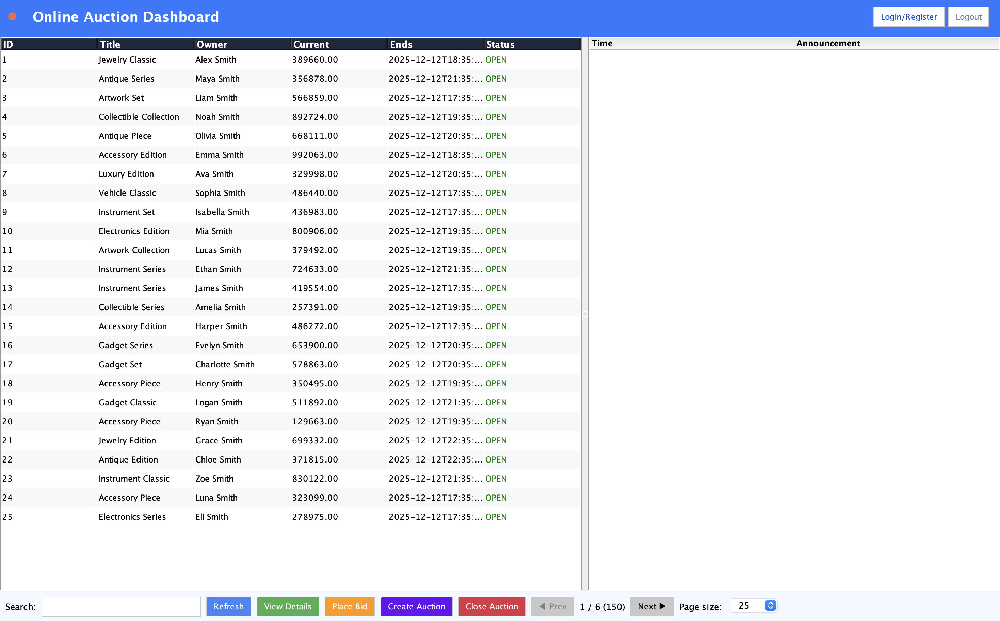 Online Auction Dashboard Login/Register Logout
ID Title Owner Current Ends Status Time Announcement
1 Jewelry Classic Alex Smith 389660.00 2025-12-12T18:35:... OPEN
2 Antique Series Maya Smith 356878.00 2025-12-12T21:35:... OPEN
3 Artwork Set Liam Smith 566859.00 2025-12-12T17:35:... OPEN
4 Collectible Collection Noah Smith 892724.00 2025-12-12T19:35:... OPEN
5 Antique Piece Olivia Smith 668111.00 2025-12-12T20:35:... OPEN
6 Accessory Edition Emma Smith 992063.00 2025-12-12T18:35:... OPEN
7 Luxury Edition Ava Smith 329998.00 2025-12-12T20:35:... OPEN
8 Vehicle Classic Sophia Smith 486440.00 2025-12-12T17:35:... OPEN
9 Instrument Set Isabella Smith 436983.00 2025-12-12T17:35:... OPEN
10 Electronics Edition Mia Smith 800906.00 2025-12-12T19:35:... OPEN
11 Artwork Collection Lucas Smith 379492.00 2025-12-12T19:35:... OPEN
12 Instrument Series Ethan Smith 724633.00 2025-12-12T21:35:... OPEN
13 Instrument Series James Smith 419554.00 2025-12-12T17:35:... OPEN
14 Collectible Series Amelia Smith 257391.00 2025-12-12T19:35:... OPEN
15 Accessory Edition Harper Smith 486272.00 2025-12-12T17:35:... OPEN
16 Gadget Series Evelyn Smith 653900.00 2025-12-12T20:35:... OPEN
17 Gadget Set Charlotte Smith 578863.00 2025-12-12T20:35:... OPEN
18 Accessory Piece Henry Smith 350495.00 2025-12-12T19:35:... OPEN
19 Gadget Classic Logan Smith 511892.00 2025-12-12T21:35:... OPEN
20 Accessory Piece Ryan Smith 129663.00 2025-12-12T19:35:... OPEN
21 Jewelry Edition Grace Smith 699332.00 2025-12-12T22:35:... OPEN
22 Antique Edition Chloe Smith 371815.00 2025-12-12T22:35:... OPEN
23 Instrument Classic Zoe Smith 830122.00 2025-12-12T21:35:... OPEN
24 Accessory Piece Luna Smith 323099.00 2025-12-12T17:35:... OPEN
25 Electronics Series Eli Smith 278975.00 2025-12-12T17:35:... OPEN
Search: Refresh View Details Place Bid Create Auction Close Auction ◀ Prev 1 / 6 (150) Next ▶ Page size: 25